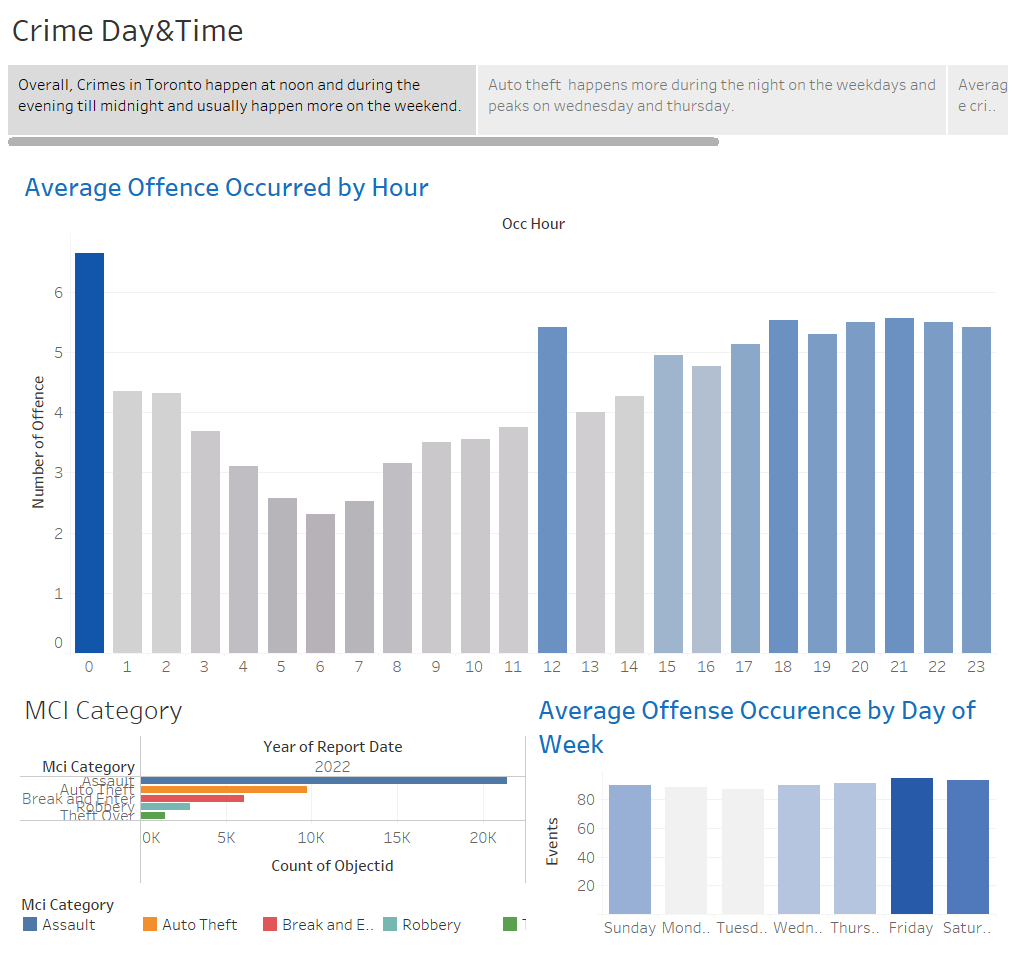 Crime Day&Time
Overall, Crimes in Toronto happen at noon and during the
evening till midnight and usually happen more on the weekend.
Auto theft  happens more during the night on the weekdays and
peaks on wednesday and thursday.
Averag
e cri..
Average Offence Occurred by Hour
Occ Hour
Number of Offence
6
5
4
3
2
1
0
0 1 2 3 4 5 6 7 8 9 10 11 12 13 14 15 16 17 18 19 20 21 22 23
MCI Category
Year of Report Date
Mci Category 2022
Assault
Auto Theft
Break and Enter
Robbery
Theft Over
0K 5K 10K 15K 20K
Count of Objectid
Mci Category
Assault Auto Theft Break and E.. Robbery T
Average Offense Occurence by Day of
Week
Events
80
60
40
20
Sunday Mond.. Tuesd.. Wedn.. Thurs.. Friday Satur..